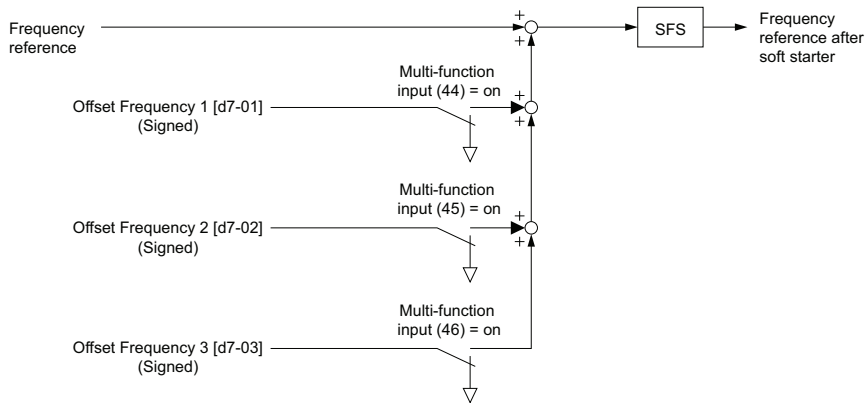 Frequency
reference
+
+
SFS
Frequency
reference after
soft starter
Multi-function
input (44) = on
Offset Frequency 1 [d7-01]
(Signed)
+
+
Multi-function
input (45) = on
Offset Frequency 2 [d7-02]
(Signed)
+
+
Multi-function
input (46) = on
Offset Frequency 3 [d7-03]
(Signed)